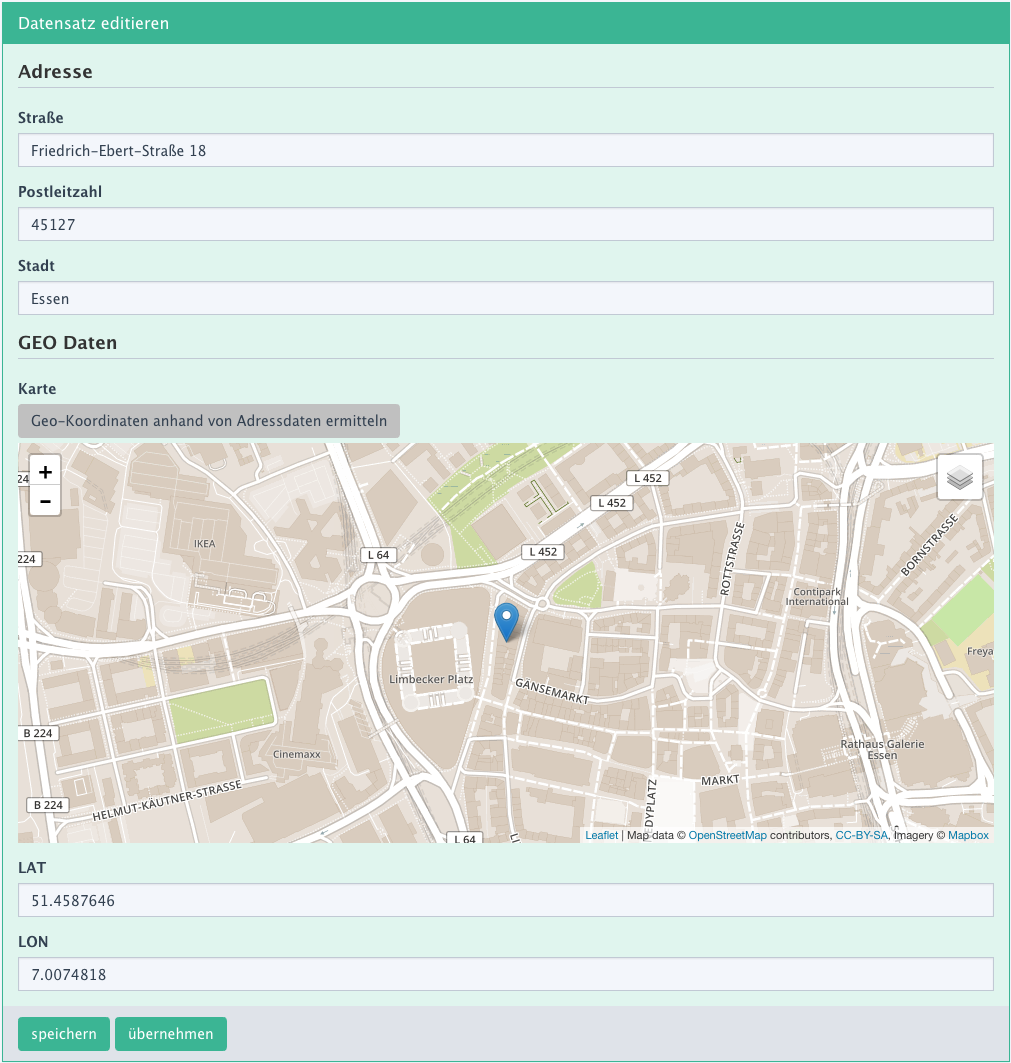 Datensatz editieren
Adresse
Straße
Friedrich-Ebert-Straße 18
Postleitzahl
45127
Stadt
Essen
GEO Daten
Karte
Geo-Koordinaten anhand von Adressdaten ermitteln
+
−
L 452
L 452
L 452
L 64
IKEA
224
ROTTSTRASSE
BORNSTRASSE
Contipark
International
Freya
Limbecker Platz
GÄNSEMARKT
B 224
Cinemaxx
Rathaus Galerie
Essen
MARKT
DYPLATZ
B 224
HELMUT-KÄUTNER-STRASSE
L 64
Leaflet | Map data © OpenStreetMap contributors, CC-BY-SA, Imagery © Mapbox
LAT
51.4587646
LON
7.0074818
speichern
übernehmen